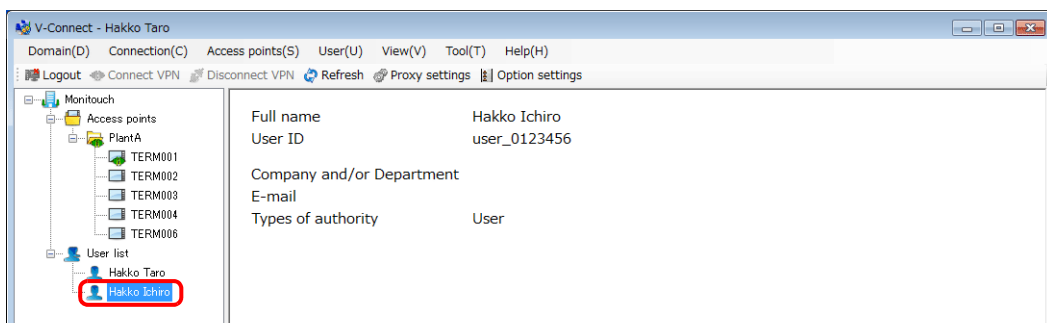 V-Connect - Hakko Taro
Domain(D) Connection(C) Access points(S) User(U) View(V) Tool(T) Help(H)
Logout Connect VPN Disconnect VPN Refresh Proxy settings Option settings
Monitouch
Access points
PlantA
TERM001
TERM002
TERM003
TERM004
TERM006
User list
Hakko Taro
Hakko Ichiro
Full name Hakko Ichiro
User ID user_0123456
Company and/or Department
E-mail
Types of authority User